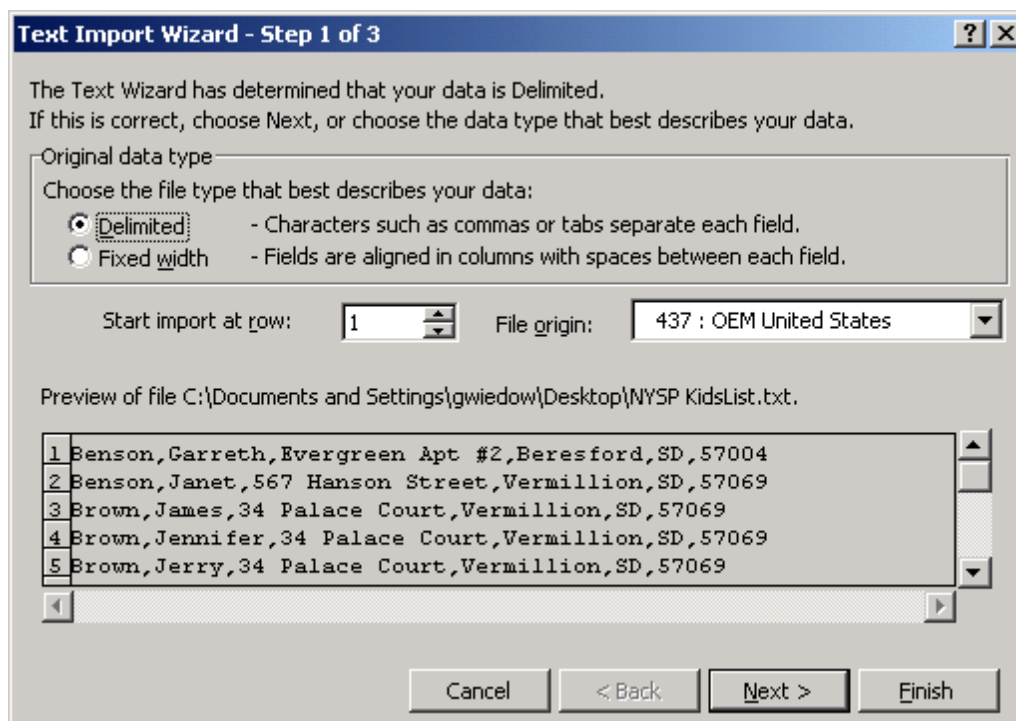 Text Import Wizard - Step 1 of 3
The Text Wizard has determined that your data is Delimited.
If this is correct, choose Next, or choose the data type that best describes your data.
Original data type
Choose the file type that best describes your data:
Delimited - Characters such as commas or tabs separate each field.
Fixed width - Fields are aligned in columns with spaces between each field.
Start import at row: 1 File origin: 437 : OEM United States
Preview of file C:\Documents and Settings\gwiedow\Desktop\NYSP KidsList.txt.
1 Benson,Garreth,Evergreen Apt #2,Beresford,SD,57004
2 Benson,Janet,567 Hanson Street,Vermillion,SD,57069
3 Brown,James,34 Palace Court,Vermillion,SD,57069
4 Brown,Jennifer,34 Palace Court,Vermillion,SD,57069
5 Brown,Jerry,34 Palace Court,Vermillion,SD,57069
Cancel < Back Next > Finish